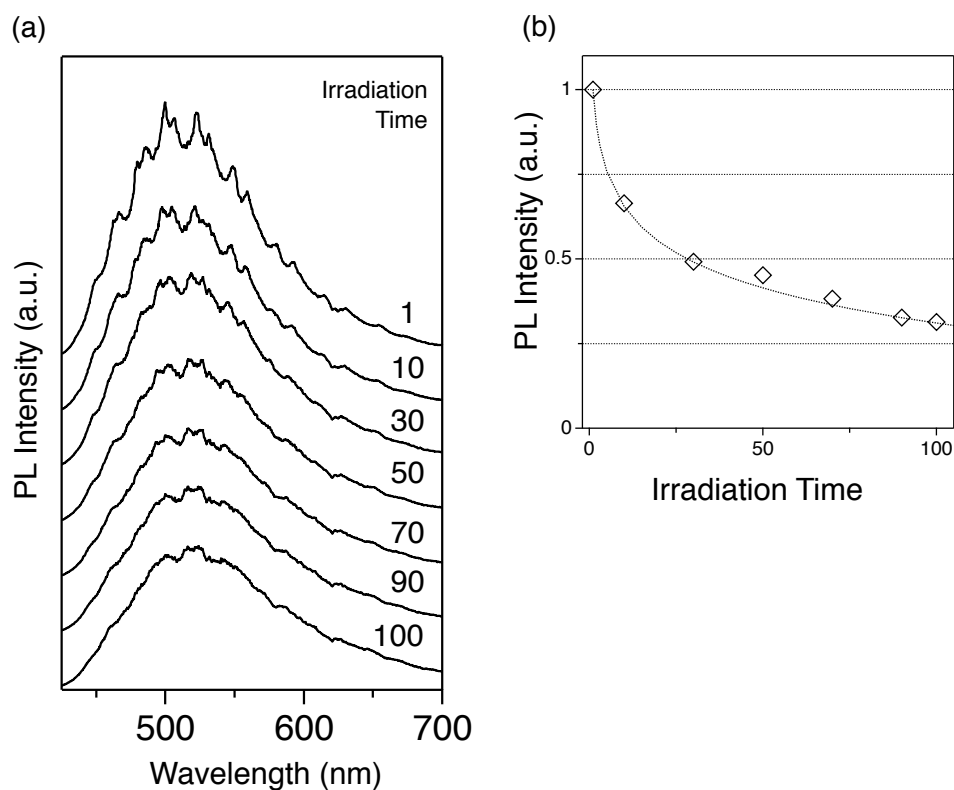 (a)
Irradiation
Time
1
10
30
50
70
90
100
PL Intensity (a.u.)
500
600
700
Wavelength (nm)
(b)
1
0.5
0
PL Intensity (a.u.)
0
50
100
Irradiation Time